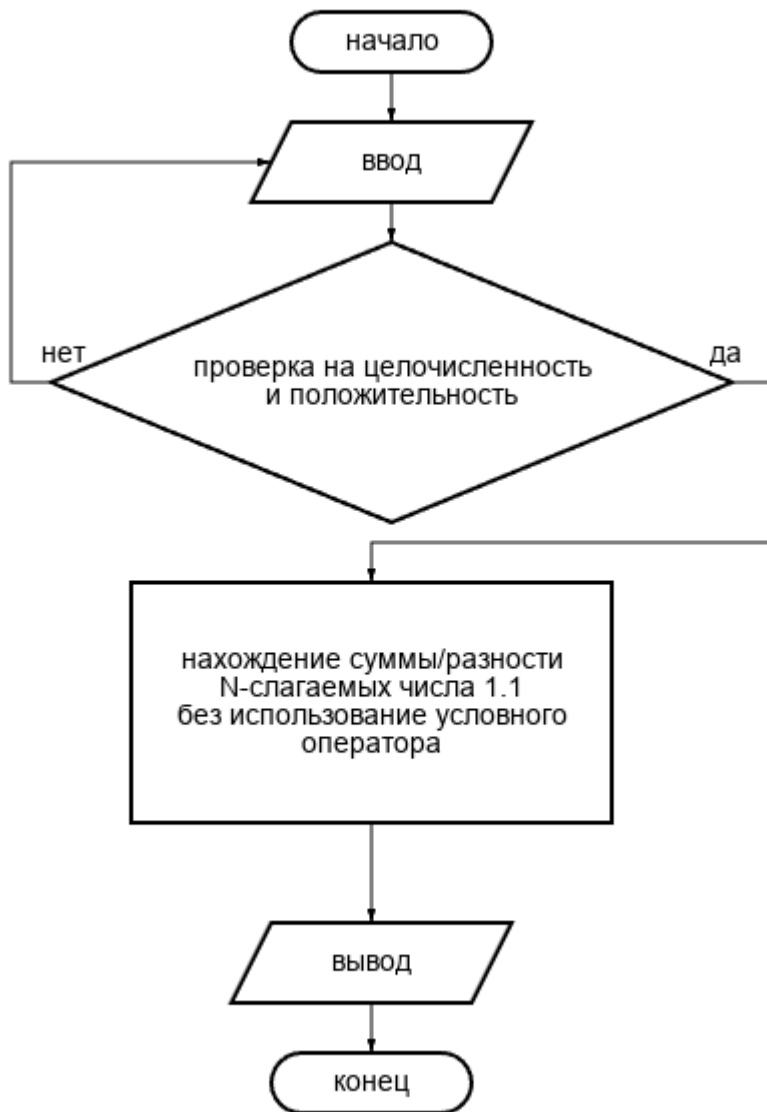 начало
ввод
нет
да
проверка на целочисленность
и положительность
нахождение суммы/разности
N-слагаемых числа 1.1
без использование условного
оператора
вывод
конец